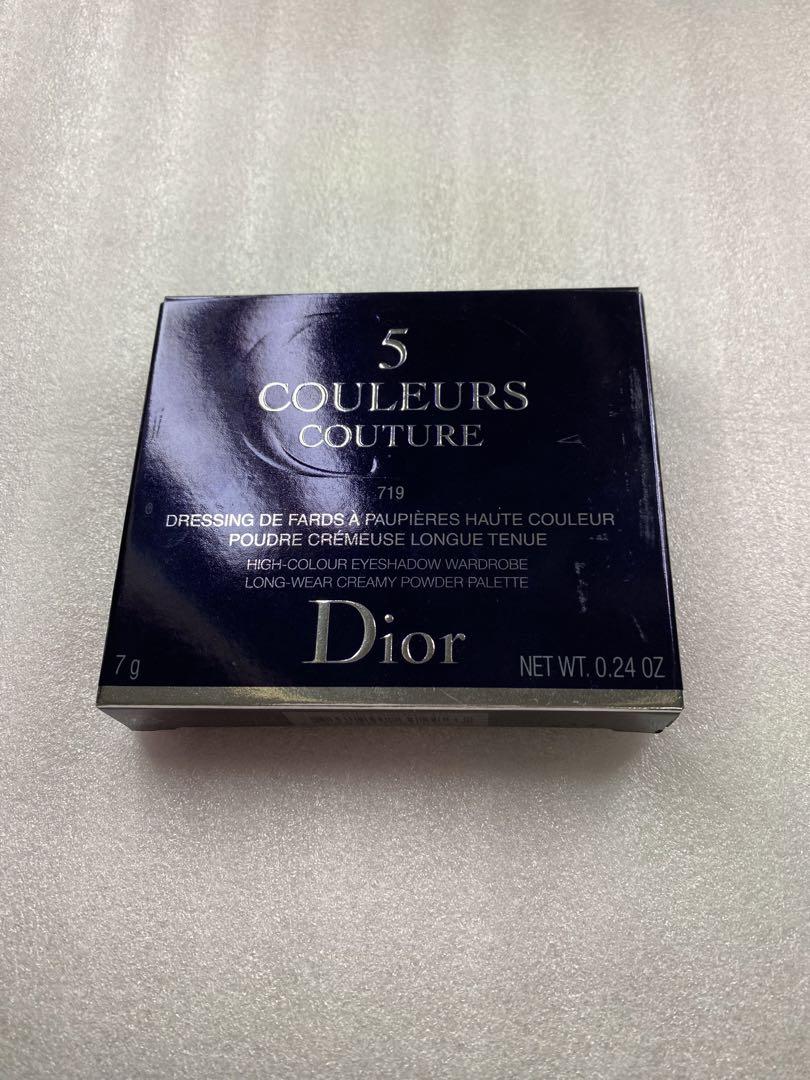 5
COULEURS
COUTURE
719
DRESSING DE FARDS À PAUPIÈRES HAUTE COULEUR
POUDRE CRÉMEUSE LONGUE TENUE
HIGH-COLOUR EYESHADOW WARDROBE
LONG-WEAR CREAMY POWDER PALETTE
Dior
7 g
NET WT. 0.24 OZ